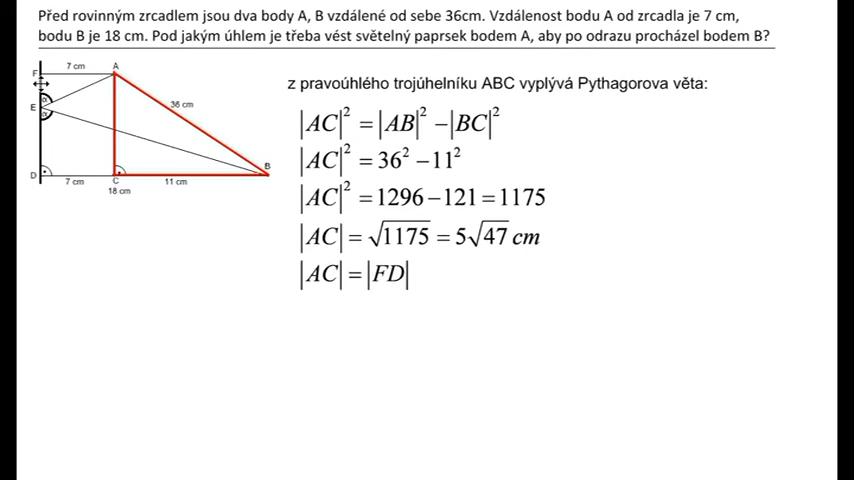 Před rovinným zrcadlem jsou dva body A, B vzdálené od sebe 36cm. Vzdálenost bodu A od zrcadla je 7 cm,
bodu B je 18 cm. Pod jakým úhlem je třeba vést světelný paprsek bodem A, aby po odrazu procházel bodem B?
F 7 cm A
E α α 36 cm
D 7 cm C 11 cm B
18 cm
z pravoúhlého trojúhelníku ABC vyplývá Pythagorova věta:
|AC|² = |AB|² − |BC|²
|AC|² = 36² − 11²
|AC|² = 1296 − 121 = 1175
|AC| = √1175 = 5√47 cm
|AC| = |FD|